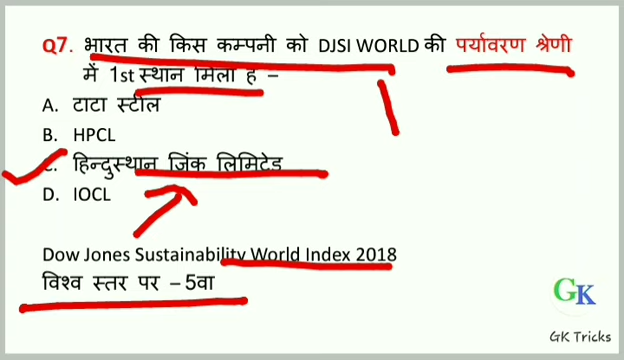 Q7. भारत की किस कम्पनी को DJSI WORLD की पर्यावरण श्रेणी
में 1st स्थान मिला है –
A. टाटा स्टील
B. HPCL
C. हिन्दुस्थान जिंक लिमिटेड
D. IOCL
Dow Jones Sustainability World Index 2018
विश्व स्तर पर – 5वा
GK
GK Tricks